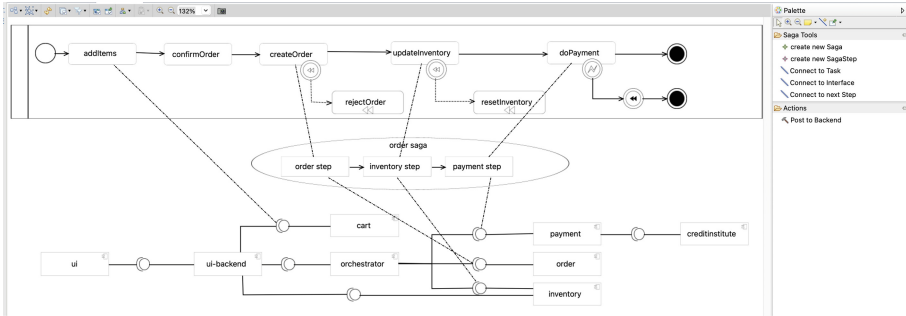 132%
Palette
Saga Tools
create new Saga
create new SagaStep
Connect to Task
Connect to Interface
Connect to next Step
Actions
Post to Backend
addItems
confirmOrder
createOrder
updateInventory
doPayment
rejectOrder
resetInventory
order saga
order step
inventory step
payment step
cart
payment
creditinstitute
ui
ui-backend
orchestrator
order
inventory